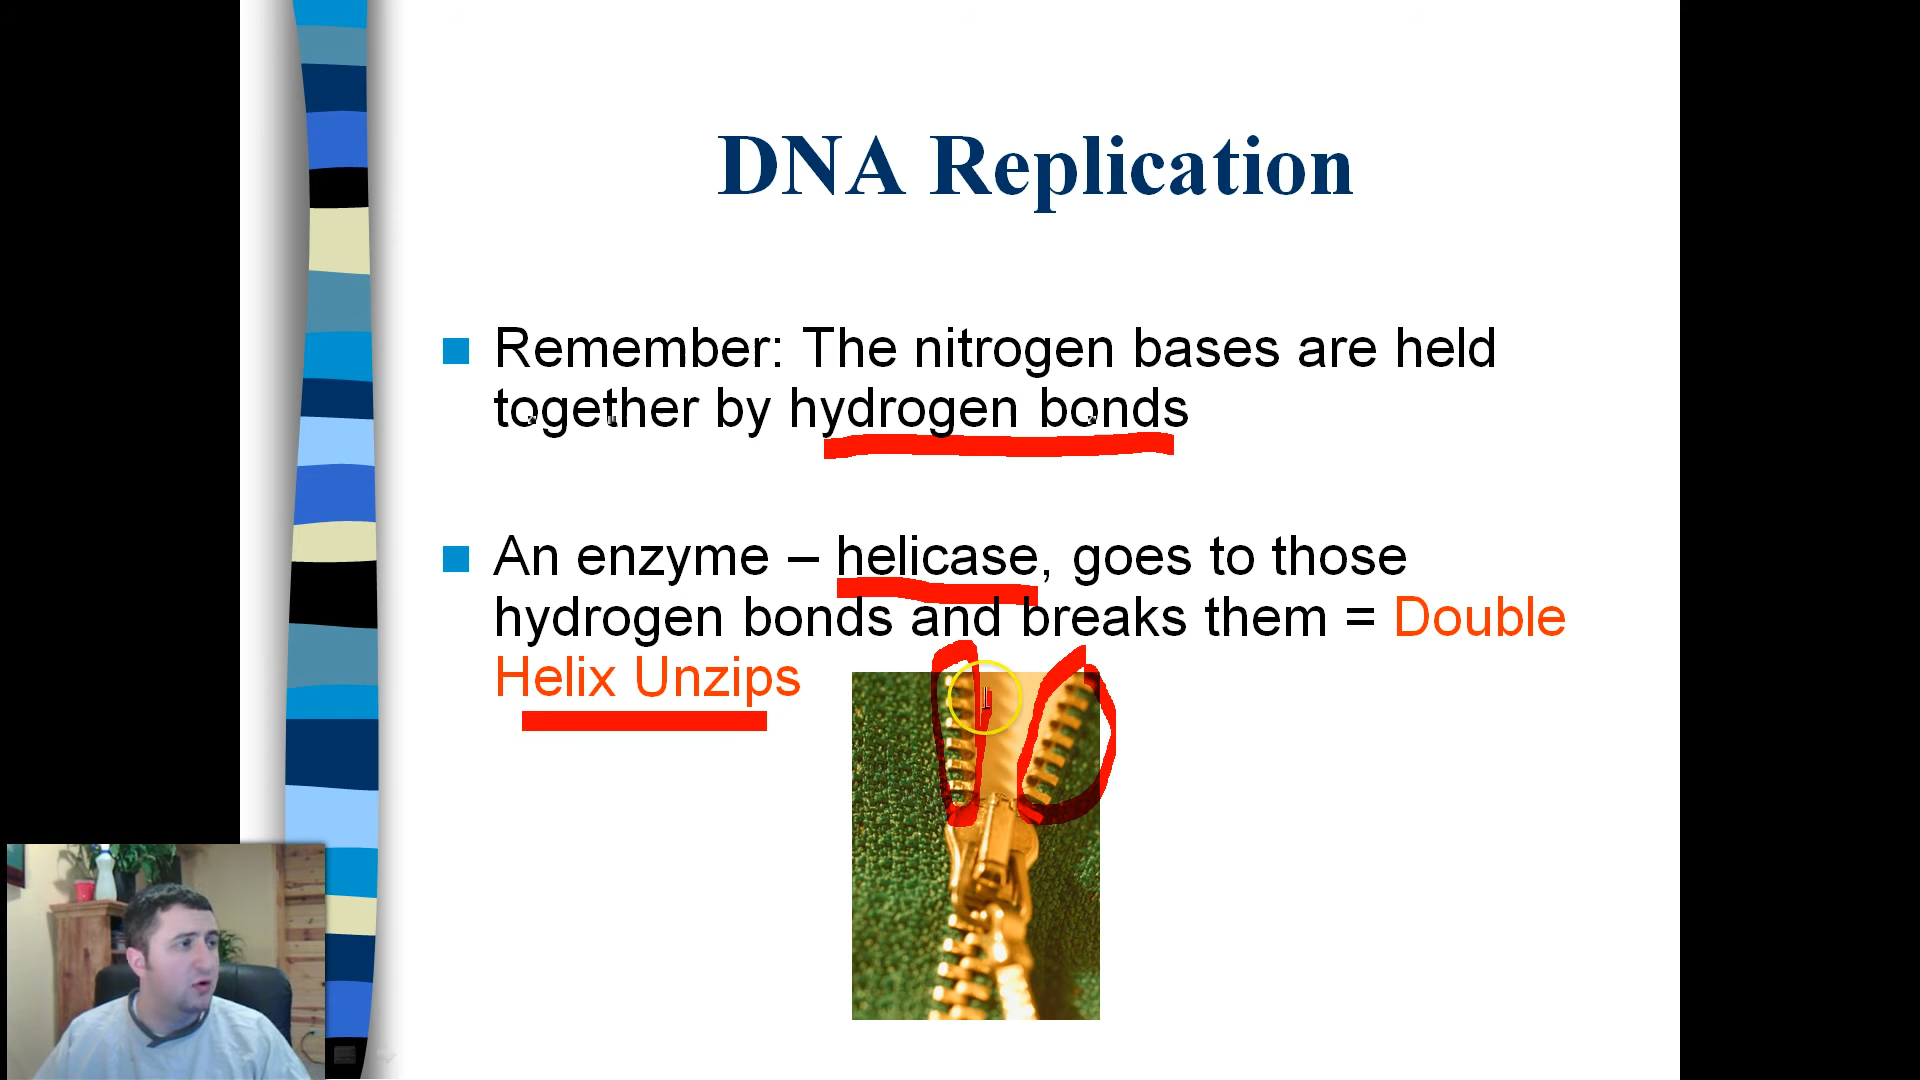 DNA Replication
Remember: The nitrogen bases are held
together by hydrogen bonds
An enzyme – helicase, goes to those
hydrogen bonds and breaks them = Double
Helix Unzips